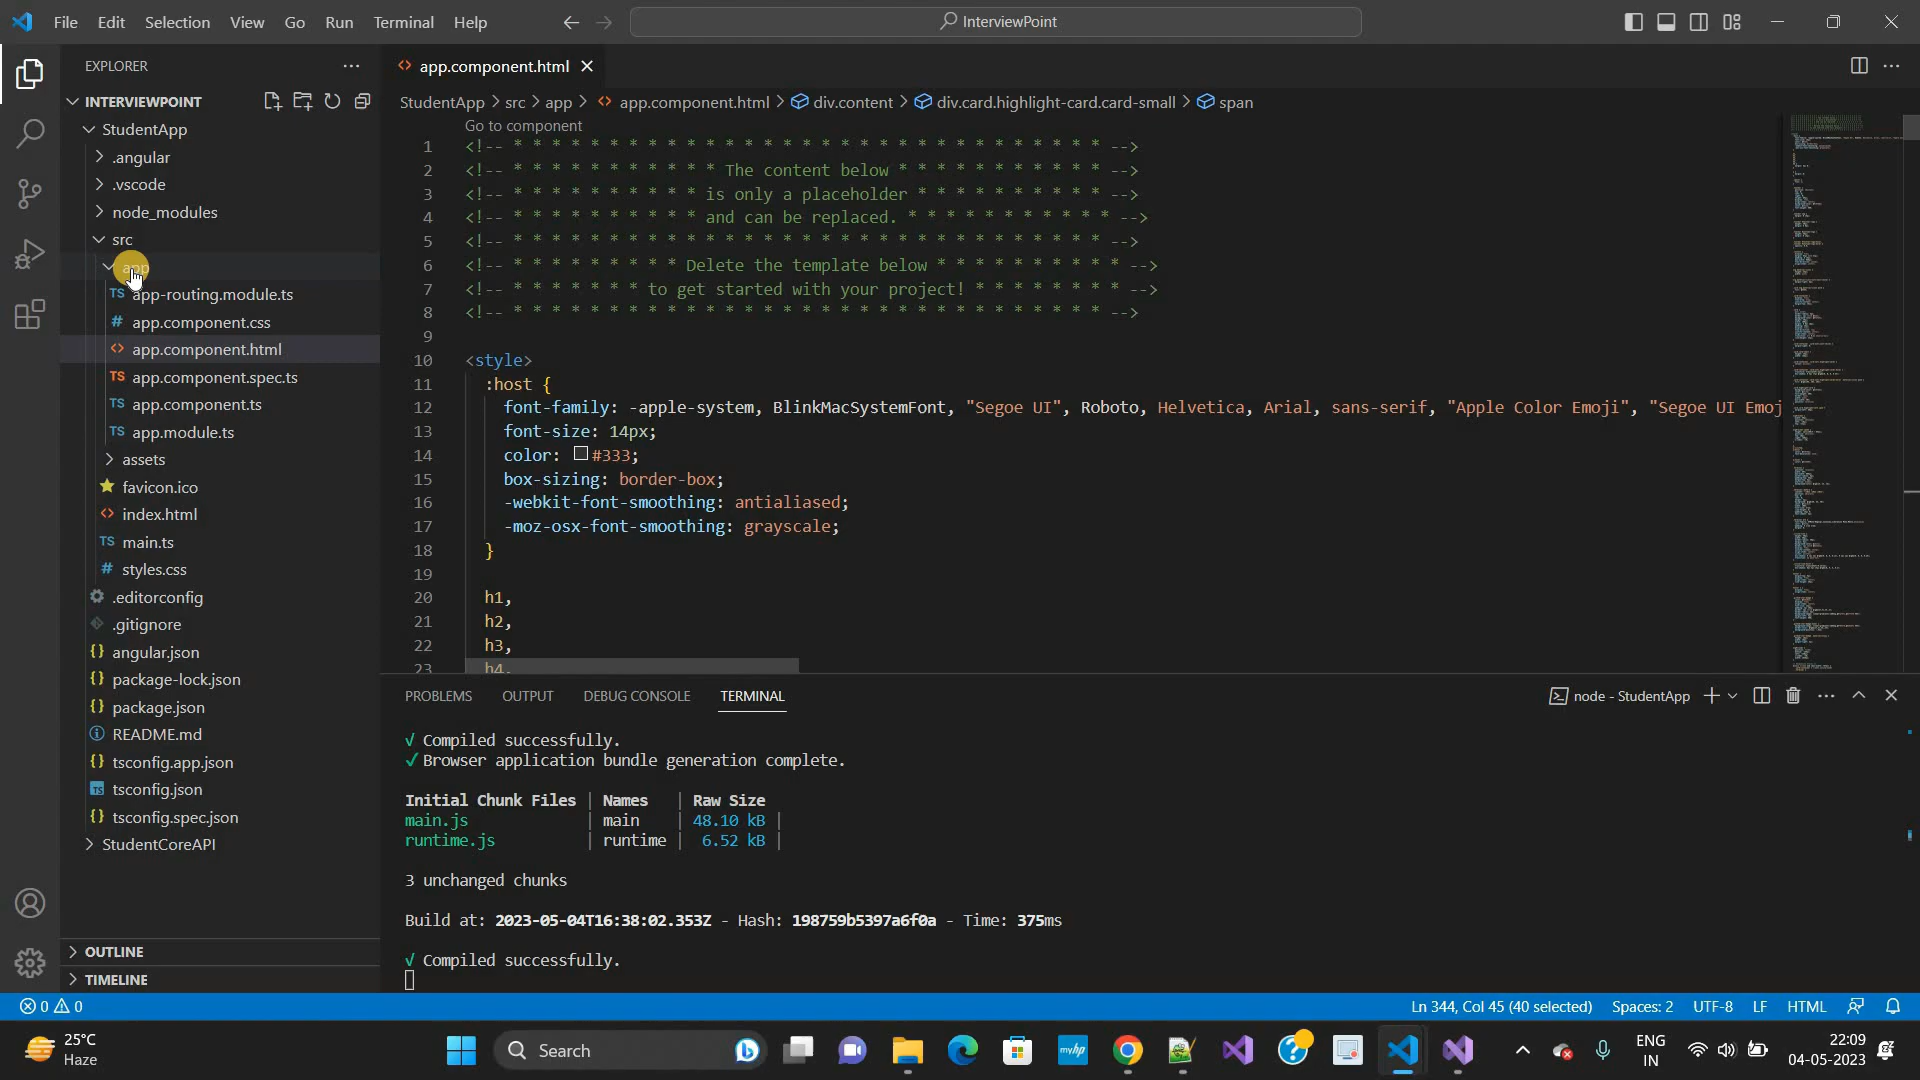 File Edit Selection View Go Run Terminal Help
InterviewPoint
EXPLORER
INTERVIEWPOINT
StudentApp
.angular
.vscode
node_modules
src
app
app-routing.module.ts
app.component.css
app.component.html
app.component.spec.ts
app.component.ts
app.module.ts
assets
favicon.ico
index.html
main.ts
styles.css
.editorconfig
.gitignore
angular.json
package-lock.json
package.json
README.md
tsconfig.app.json
tsconfig.json
tsconfig.spec.json
StudentCoreAPI
OUTLINE
TIMELINE
app.component.html
StudentApp > src > app > app.component.html > div.content > div.card.highlight-card.card-small > span
Go to component
1 <!-- * * * * * * * * * * * * * * * * * * * * * * * * * * * * * * * -->
2 <!-- * * * * * * * * * * * The content below * * * * * * * * * * * -->
3 <!-- * * * * * * * * * * is only a placeholder * * * * * * * * * * -->
4 <!-- * * * * * * * * * * and can be replaced. * * * * * * * * * * * -->
5 <!-- * * * * * * * * * * * * * * * * * * * * * * * * * * * * * * * -->
6 <!-- * * * * * * * * * Delete the template below * * * * * * * * * * -->
7 <!-- * * * * * * * to get started with your project! * * * * * * * * -->
8 <!-- * * * * * * * * * * * * * * * * * * * * * * * * * * * * * * * -->
9
10 <style>
11 :host {
12 font-family: -apple-system, BlinkMacSystemFont, "Segoe UI", Roboto, Helvetica, Arial, sans-serif, "Apple Color Emoji", "Segoe UI Emoj
13 font-size: 14px;
14 color: #333;
15 box-sizing: border-box;
16 -webkit-font-smoothing: antialiased;
17 -moz-osx-font-smoothing: grayscale;
18 }
19
20 h1,
21 h2,
22 h3,
23 h4,
PROBLEMS OUTPUT DEBUG CONSOLE TERMINAL
node - StudentApp
√ Compiled successfully.
✓ Browser application bundle generation complete.
Initial Chunk Files | Names | Raw Size
main.js | main | 48.10 kB |
runtime.js | runtime | 6.52 kB |
3 unchanged chunks
Build at: 2023-05-04T16:38:02.353Z - Hash: 198759b5397a6f0a - Time: 375ms
√ Compiled successfully.
0 0
Ln 344, Col 45 (40 selected) Spaces: 2 UTF-8 LF HTML
25°C
Haze
Search
myhp
ENG
IN
22:09
04-05-2023